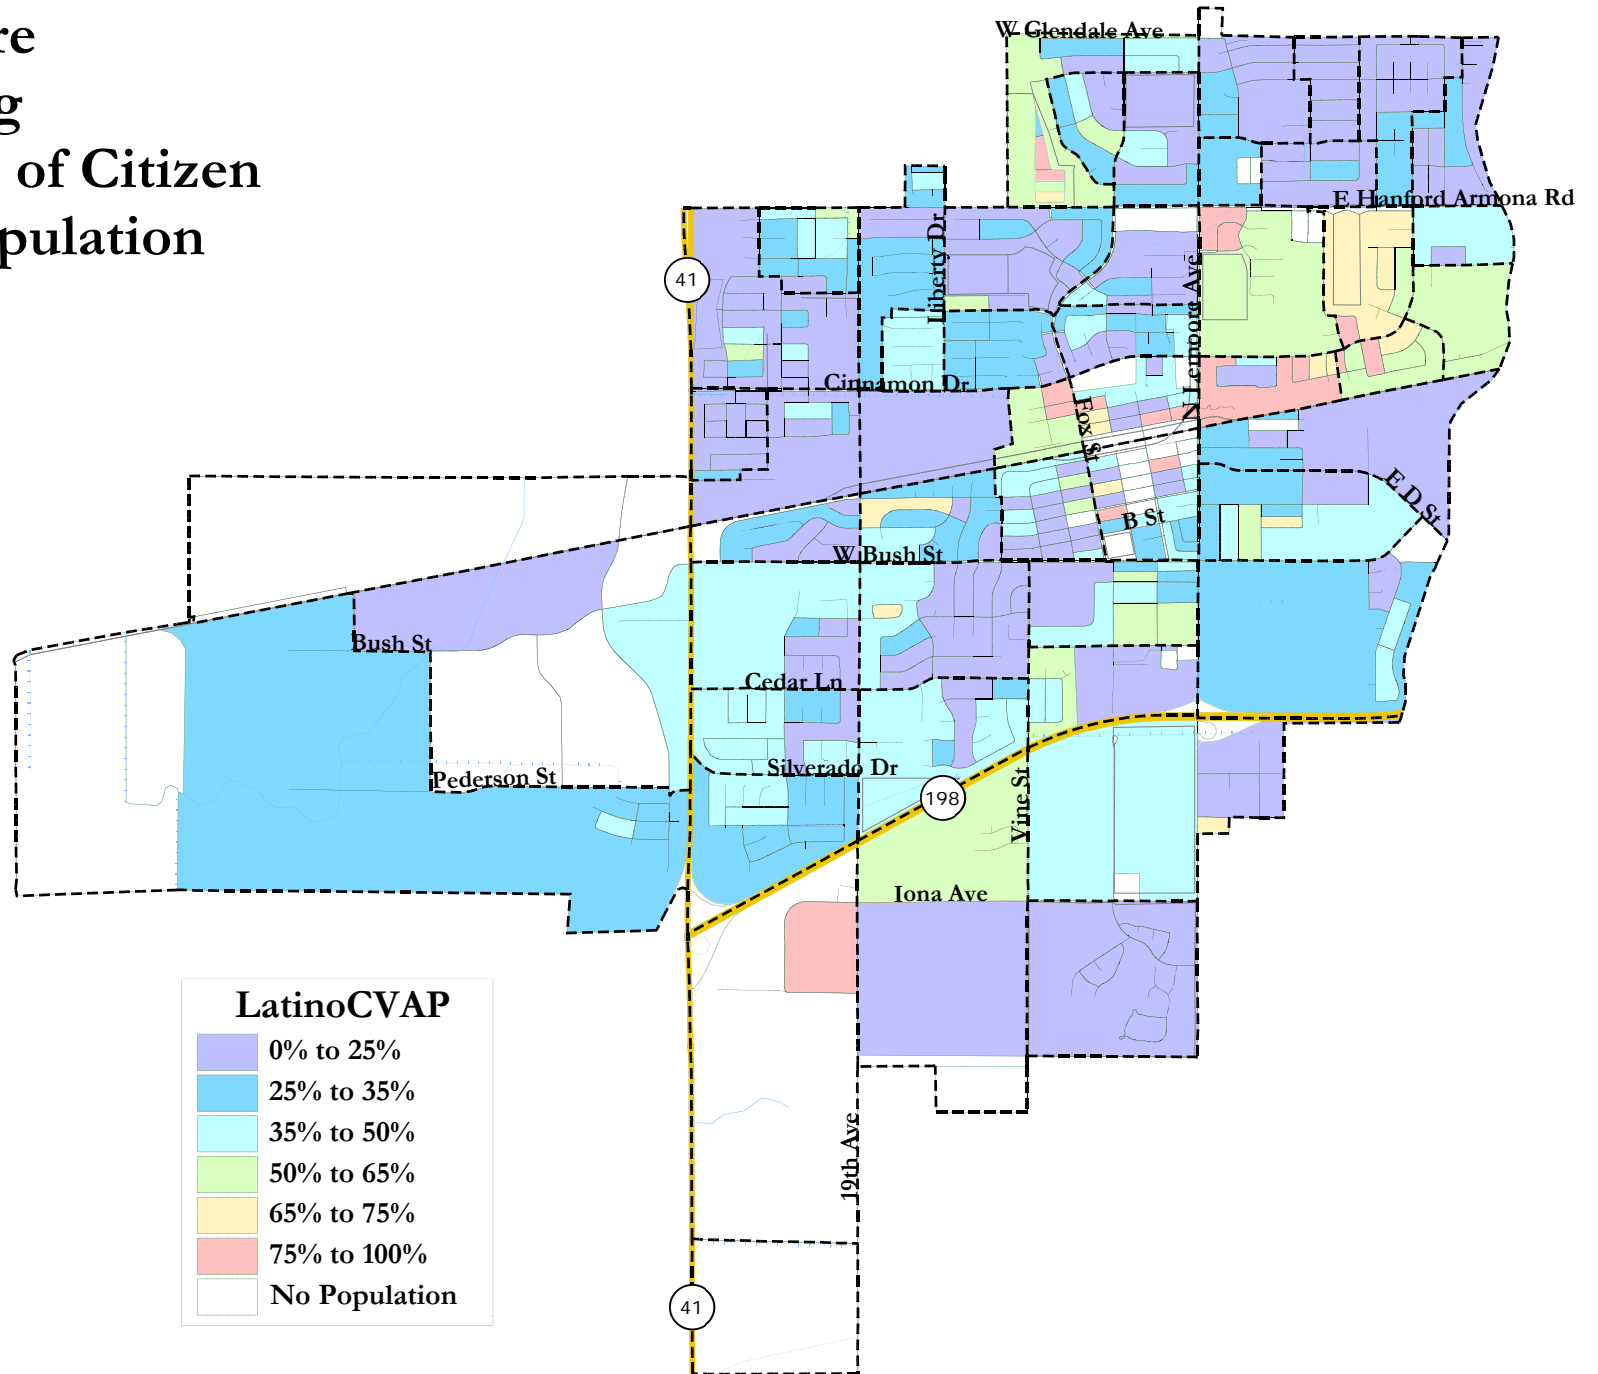 re
g
of Citizen
pulation
W Glendale Ave
E Hanford Armona Rd
41
Liberty Dr
N Lemoore Ave
Cinnamon Dr
Fox St
E D St
B St
W Bush St
Bush St
Cedar Ln
Pederson St
Silverado Dr
198
Vine St
Iona Ave
19th Ave
41
LatinoCVAP
0% to 25%
25% to 35%
35% to 50%
50% to 65%
65% to 75%
75% to 100%
No Population